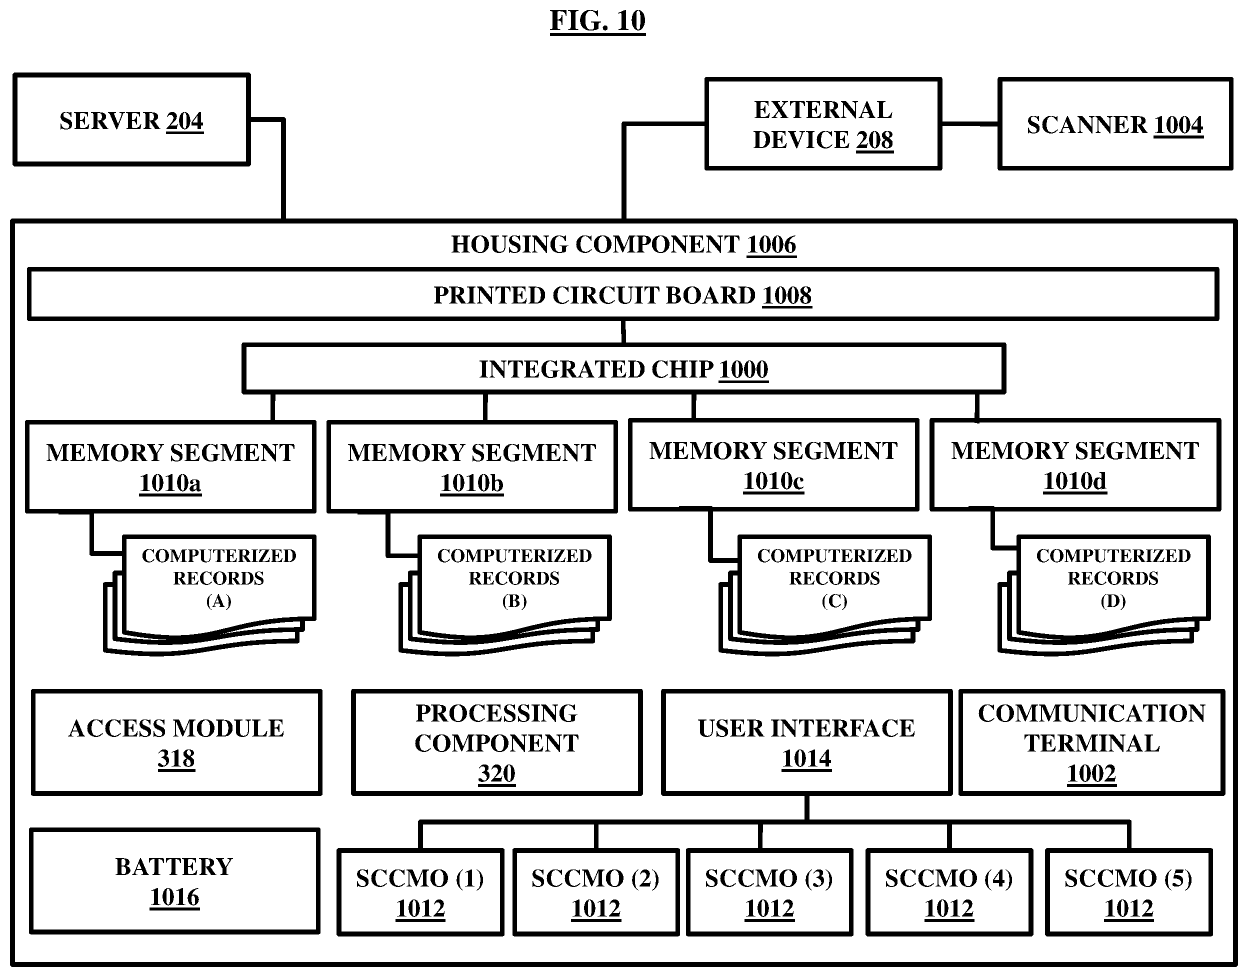 FIG. 10
SERVER 204
EXTERNAL
DEVICE 208
SCANNER 1004
HOUSING COMPONENT 1006
PRINTED CIRCUIT BOARD 1008
INTEGRATED CHIP 1000
MEMORY SEGMENT
1010a
MEMORY SEGMENT
1010b
MEMORY SEGMENT
1010c
MEMORY SEGMENT
1010d
COMPUTERIZED
RECORDS
(A)
COMPUTERIZED
RECORDS
(B)
COMPUTERIZED
RECORDS
(C)
COMPUTERIZED
RECORDS
(D)
ACCESS MODULE
318
PROCESSING
COMPONENT
320
USER INTERFACE
1014
COMMUNICATION
TERMINAL
1002
BATTERY
1016
SCCMO (1)
1012
SCCMO (2)
1012
SCCMO (3)
1012
SCCMO (4)
1012
SCCMO (5)
1012